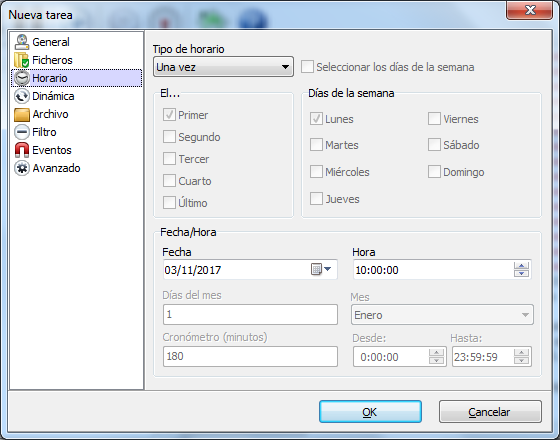 Nueva tarea
General
Ficheros
Horario
Dinámica
Archivo
Filtro
Eventos
Avanzado
Tipo de horario
Una vez
Seleccionar los días de la semana
El...
Primer
Segundo
Tercer
Cuarto
Último
Días de la semana
Lunes
Viernes
Martes
Sábado
Miércoles
Domingo
Jueves
Fecha/Hora
Fecha
Hora
03/11/2017
10:00:00
Días del mes
Mes
1
Enero
Cronómetro (minutos)
Desde:
Hasta:
180
0:00:00
23:59:59
OK
Cancelar